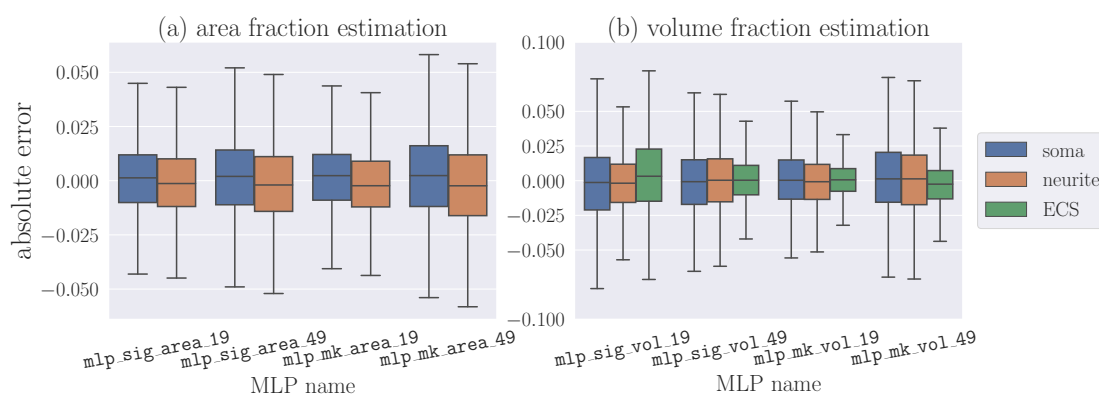 (a) area fraction estimation
(b) volume fraction estimation
absolute error
0.050
0.025
0.000
−0.025
−0.050
mlp_sig_area_19
mlp_sig_area_49
mlp_mk_area_19
mlp_mk_area_49
MLP name
0.100
0.050
0.025
0.000
−0.025
−0.050
−0.100
mlp_sig_vol_19
mlp_sig_vol_49
mlp_mk_vol_19
mlp_mk_vol_49
MLP name
soma
neurite
ECS